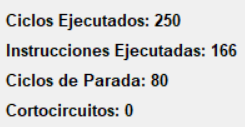 Ciclos Ejecutados: 250
Instrucciones Ejecutadas: 166
Ciclos de Parada: 80
Cortocircuitos: 0